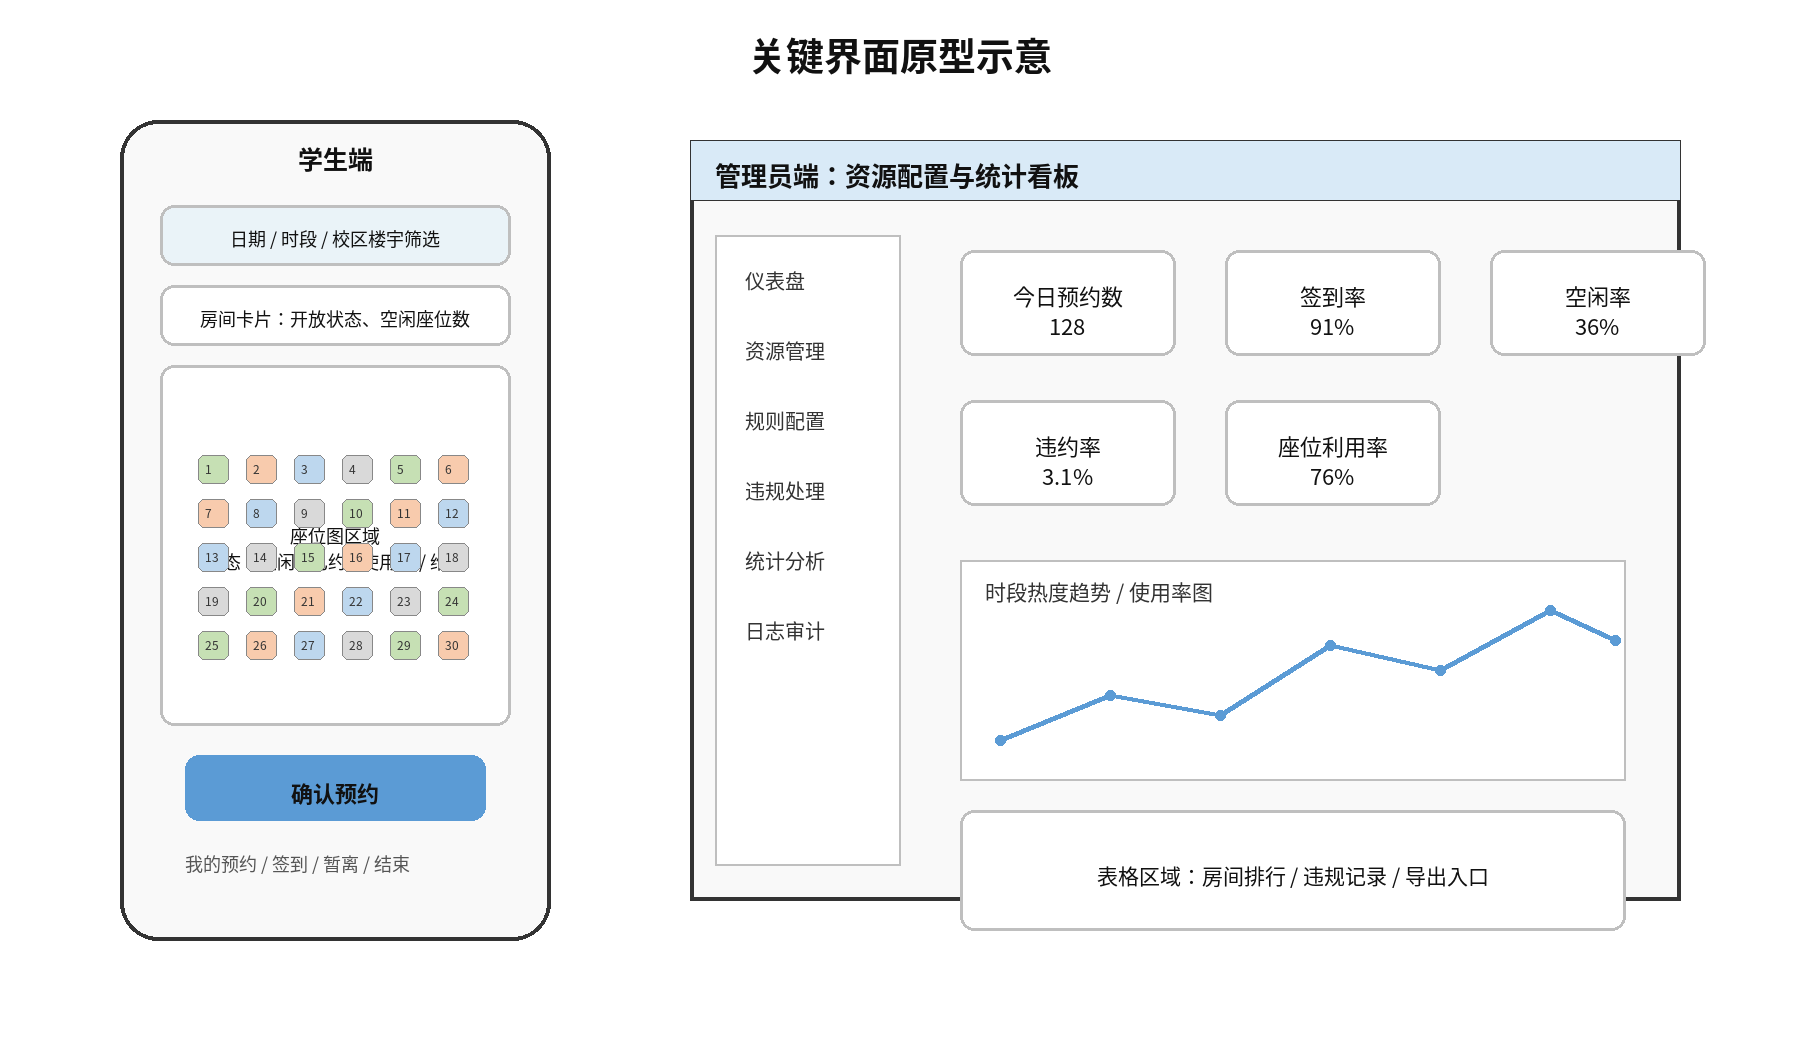 关键界面原型示意
学生端
日期 / 时段 / 校区楼宇筛选
房间卡片：开放状态、空闲座位数
1 2 3 4 5 6
7 8 9 10 11 12
座位图区域
13 态 14 闲 15 约 16 使用 17 / 18
19 20 21 22 23 24
25 26 27 28 29 30
确认预约
我的预约 / 签到 / 暂离 / 结束
管理员端：资源配置与统计看板
仪表盘
资源管理
规则配置
违规处理
统计分析
日志审计
今日预约数
128
签到率
91%
空闲率
36%
违约率
3.1%
座位利用率
76%
时段热度趋势 / 使用率图
表格区域：房间排行 / 违规记录 / 导出入口